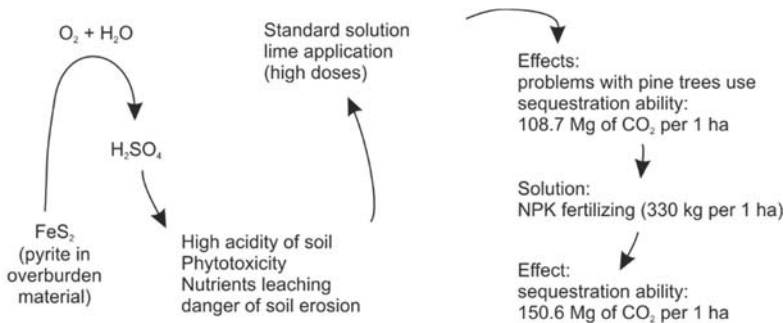 O₂ + H₂O
H₂SO₄
FeS₂
(pyrite in
overburden
material)
High acidity of soil
Phytotoxicity
Nutrients leaching
danger of soil erosion
Standard solution
lime application
(high doses)
Effects:
problems with pine trees use
sequestration ability:
108.7 Mg of CO₂ per 1 ha
Solution:
NPK fertilizing (330 kg per 1 ha)
Effect:
sequestration ability:
150.6 Mg of CO₂ per 1 ha